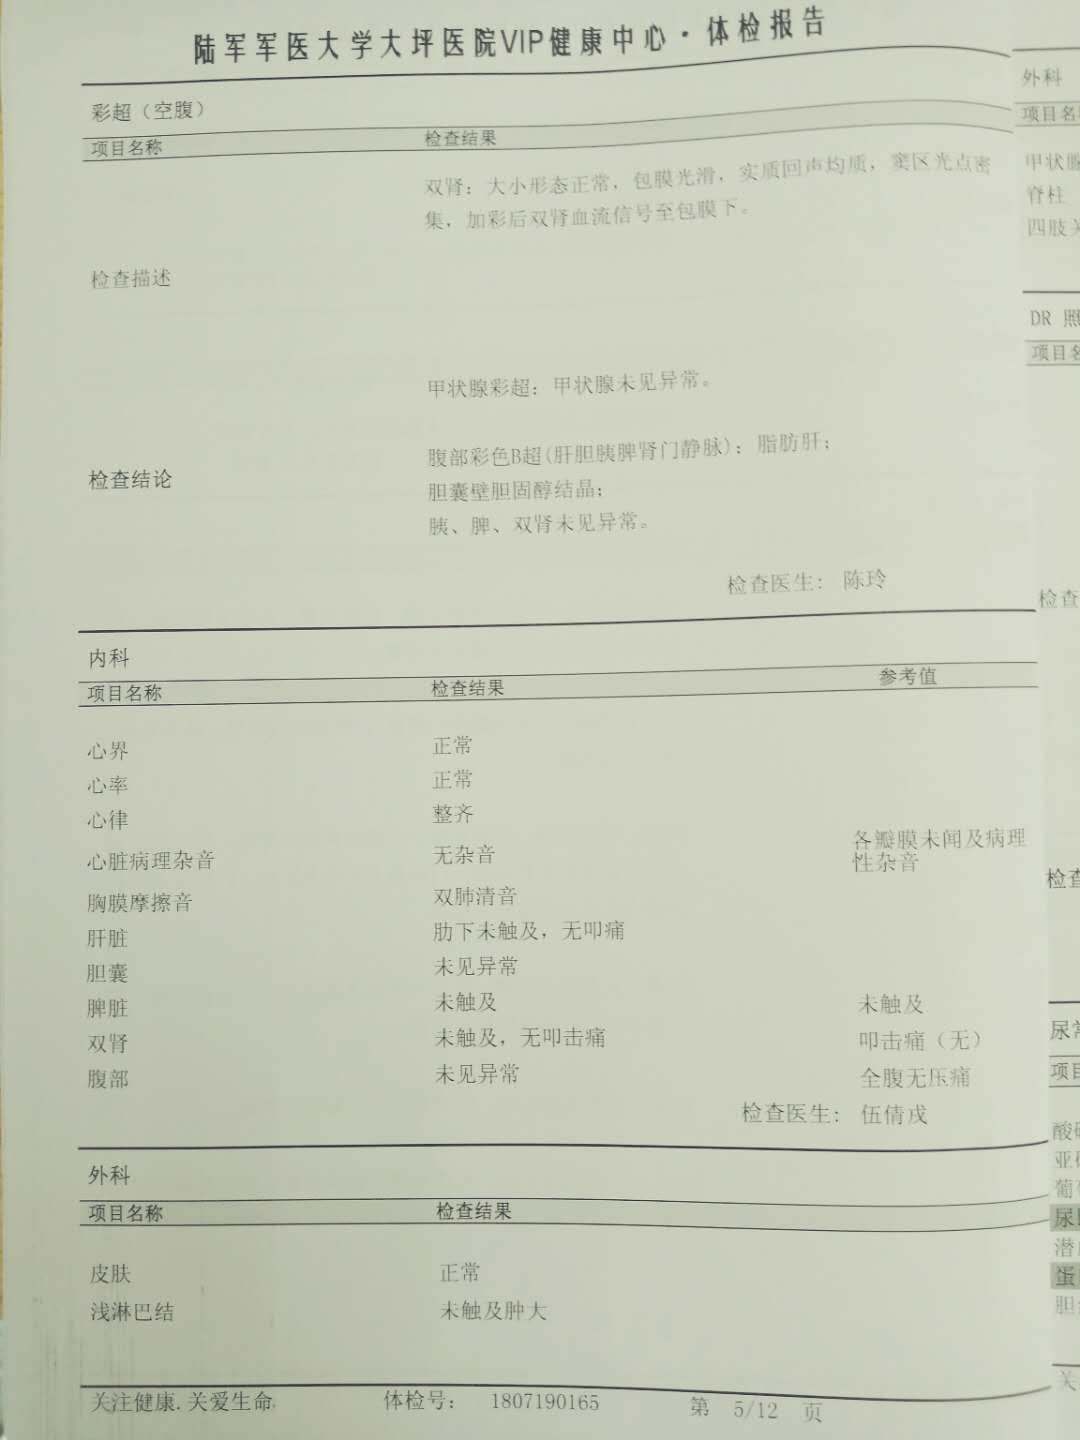 陆军军医大学大坪医院VIP健康中心·体检报告
彩超（空腹）
项目名称 检查结果
双肾：大小形态正常，包膜光滑，实质回声均质，窦区光点密
集，加彩后双肾血流信号至包膜下。
检查描述
甲状腺彩超：甲状腺未见异常。
腹部彩色B超(肝胆胰脾肾门静脉)：脂肪肝；
检查结论
胆囊壁胆固醇结晶；
胰、脾、双肾未见异常。
检查医生： 陈玲
内科
项目名称 检查结果 参考值
心界 正常
心率 正常
心律 整齐
心脏病理杂音 无杂音 各瓣膜未闻及病理
性杂音
胸膜摩擦音 双肺清音
肝脏 肋下未触及，无叩痛
胆囊 未见异常
脾脏 未触及 未触及
双肾 未触及，无叩击痛 叩击痛（无）
腹部 未见异常 全腹无压痛
检查医生： 伍倩戍
外科
项目名称 检查结果
皮肤 正常
浅淋巴结 未触及肿大
关注健康.关爱生命 体检号： 1807190165 第 5/12 页
外科
项目名
甲状腺
脊柱
四肢关
DR 照
项目名
检查
检查
尿常
项目
亚
葡
尿
潜
蛋
胆
关